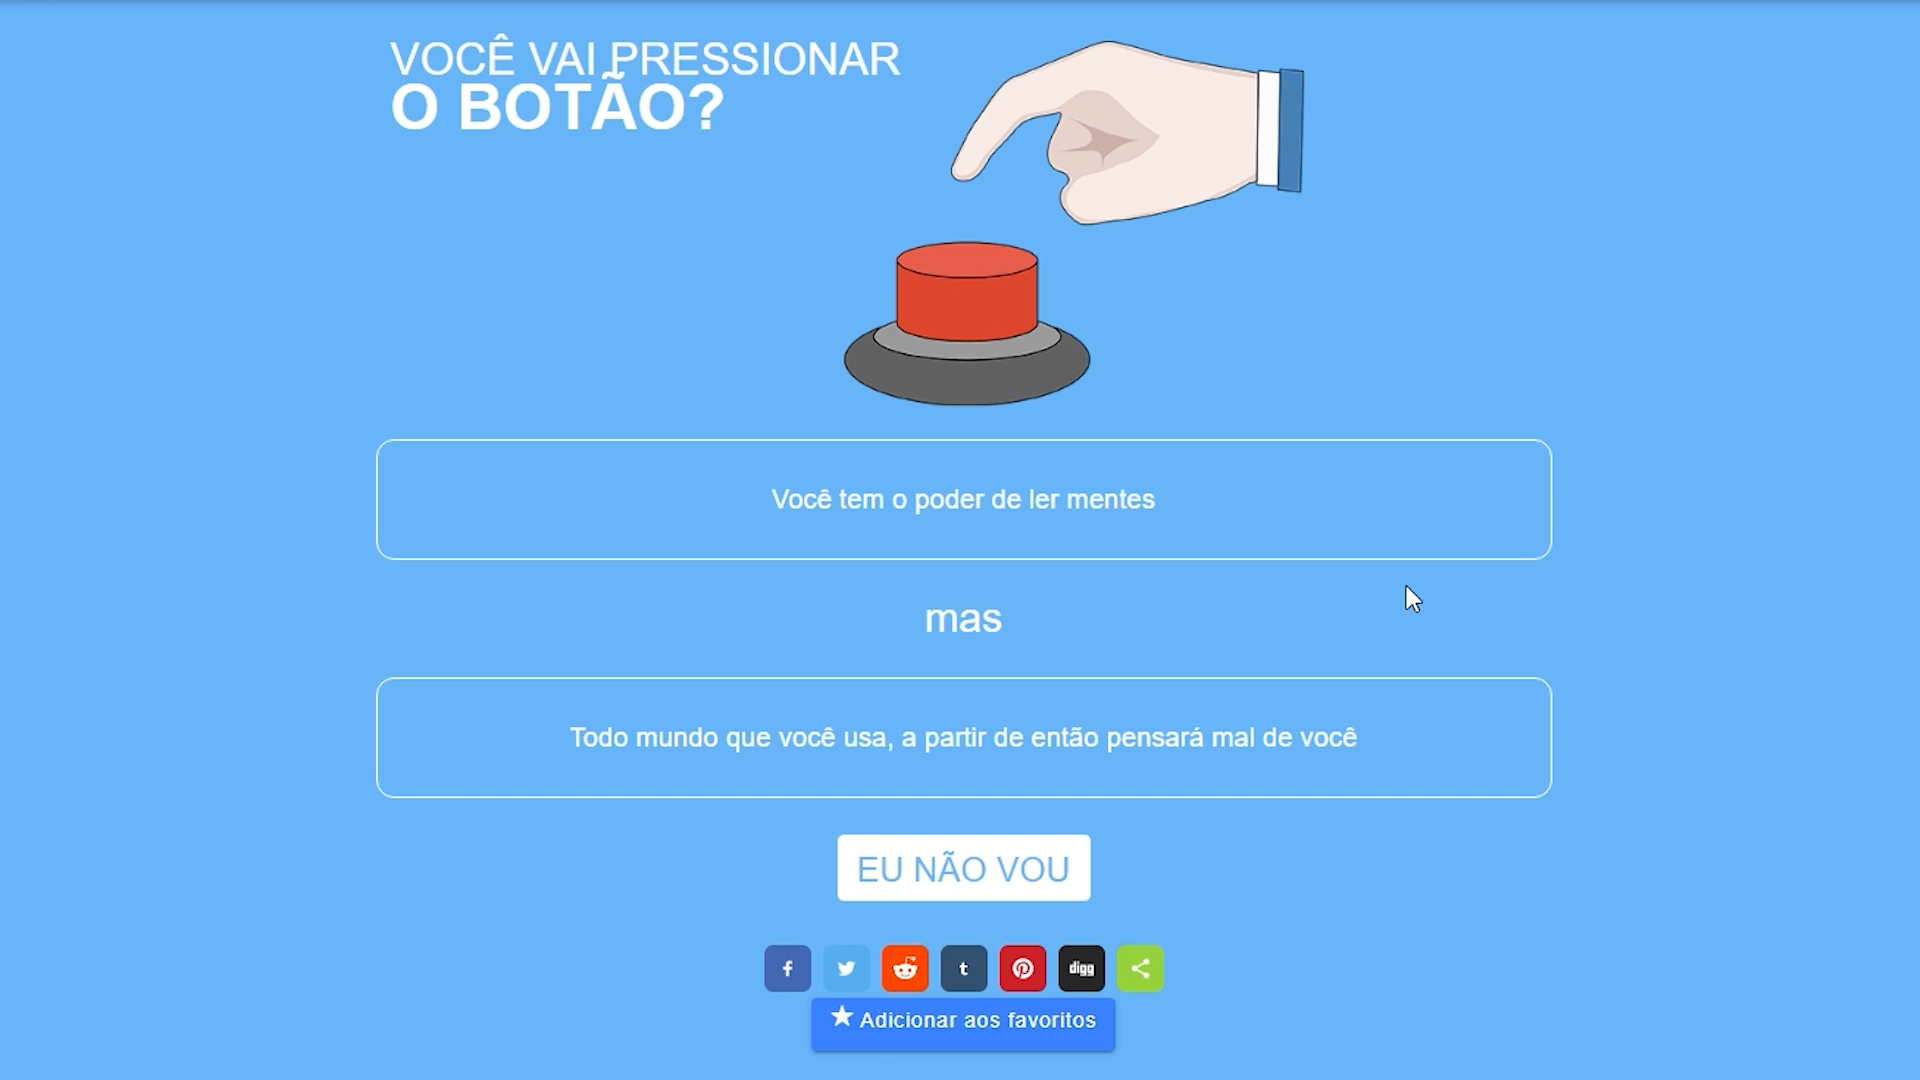 VOCÊ VAI PRESSIONAR
O BOTÃO?
Você tem o poder de ler mentes
mas
Todo mundo que você usa, a partir de então pensará mal de você
EU NÃO VOU
f
t
digg
Adicionar aos favoritos